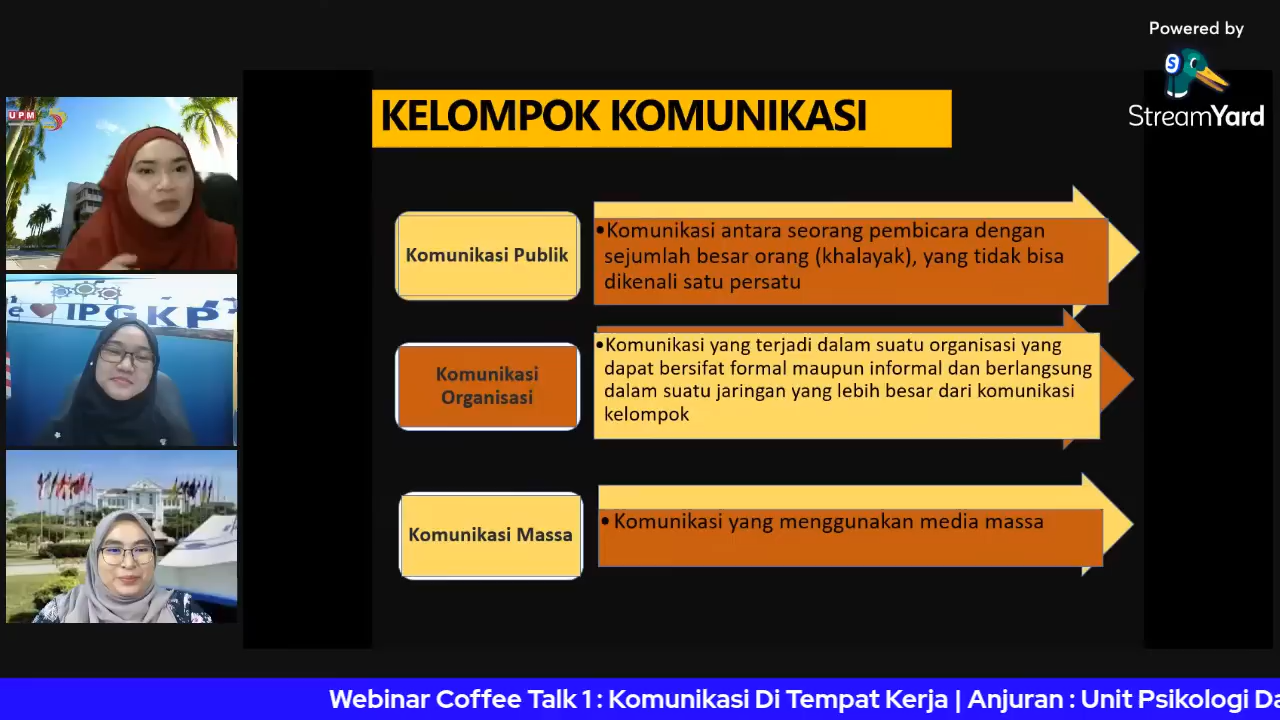 Powered by
StreamYard
UPM
IPGKP
KELOMPOK KOMUNIKASI
Komunikasi Publik
•Komunikasi antara seorang pembicara dengan
sejumlah besar orang (khalayak), yang tidak bisa
dikenali satu persatu
Komunikasi
Organisasi
•Komunikasi yang terjadi dalam suatu organisasi yang
dapat bersifat formal maupun informal dan berlangsung
dalam suatu jaringan yang lebih besar dari komunikasi
kelompok
Komunikasi Massa
• Komunikasi yang menggunakan media massa
Webinar Coffee Talk 1 : Komunikasi Di Tempat Kerja | Anjuran : Unit Psikologi Da